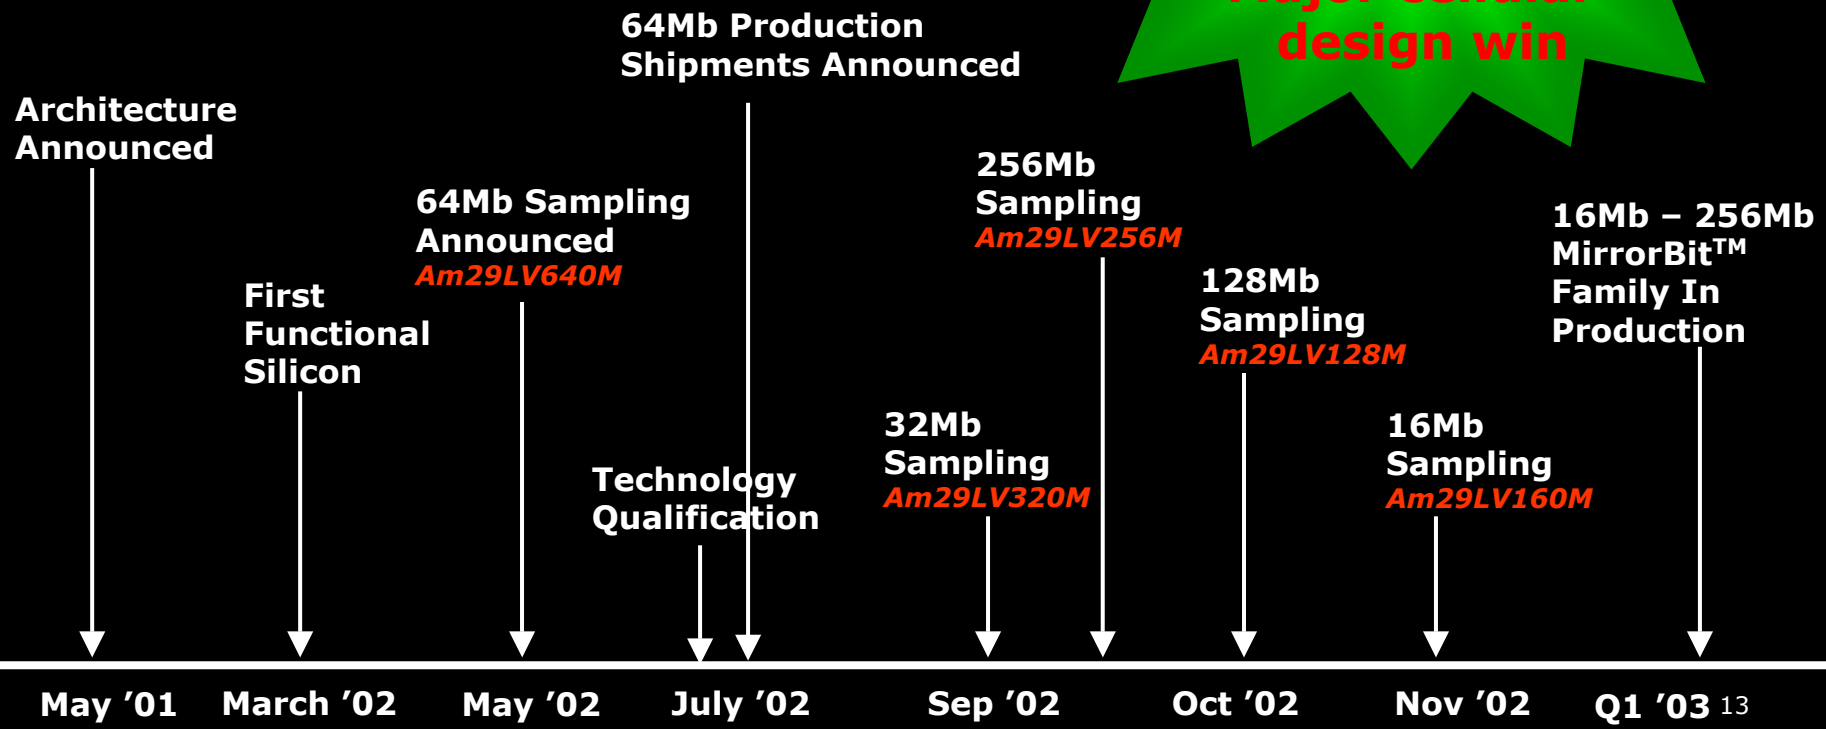 64Mb Production
Shipments Announced
Major cellular
design win
Architecture
Announced
64Mb Sampling
Announced
Am29LV640M
First
Functional
Silicon
Technology
Qualification
256Mb
Sampling
Am29LV256M
32Mb
Sampling
Am29LV320M
128Mb
Sampling
Am29LV128M
16Mb
Sampling
Am29LV160M
16Mb – 256Mb
MirrorBit™
Family In
Production
May ’01 March ’02 May ’02 July ’02 Sep ’02 Oct ’02 Nov ’02 Q1 ’03 13